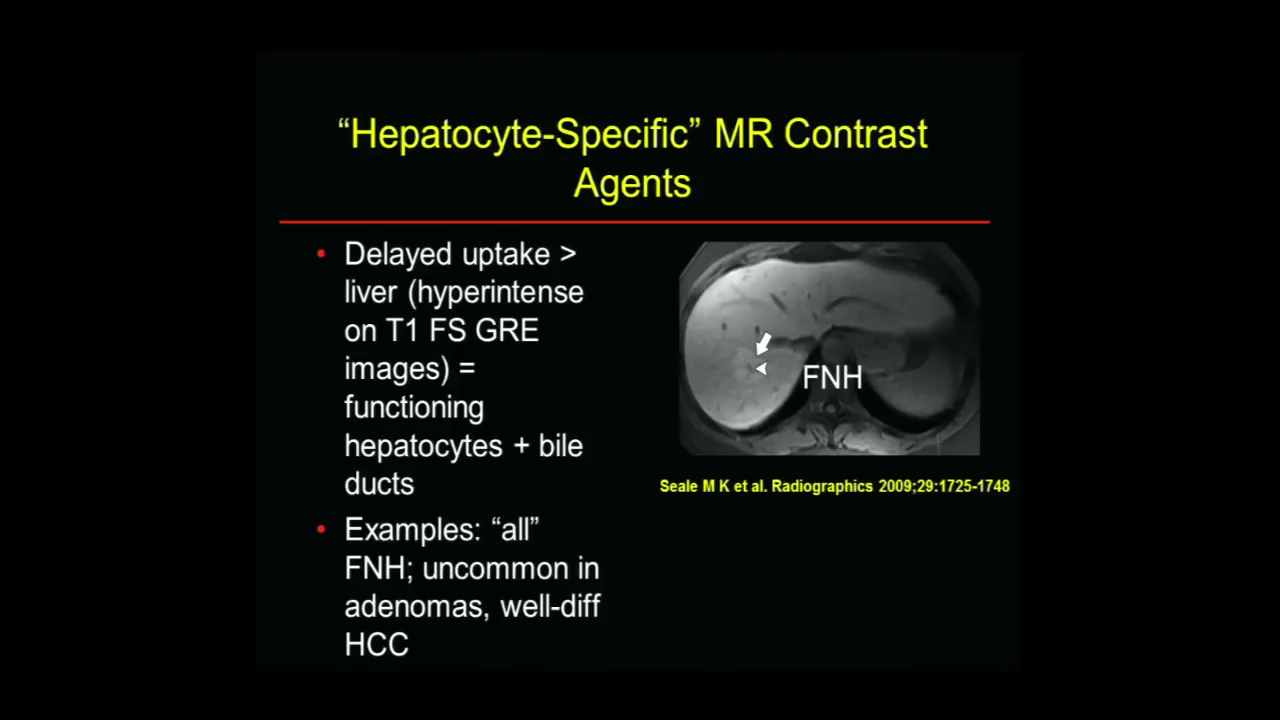 “Hepatocyte-Specific” MR Contrast
Agents
• Delayed uptake >
liver (hyperintense
on T1 FS GRE
images) =
functioning
hepatocytes + bile
ducts
• Examples: “all”
FNH; uncommon in
adenomas, well-diff
HCC
FNH
Seale M K et al. Radiographics 2009;29:1725-1748